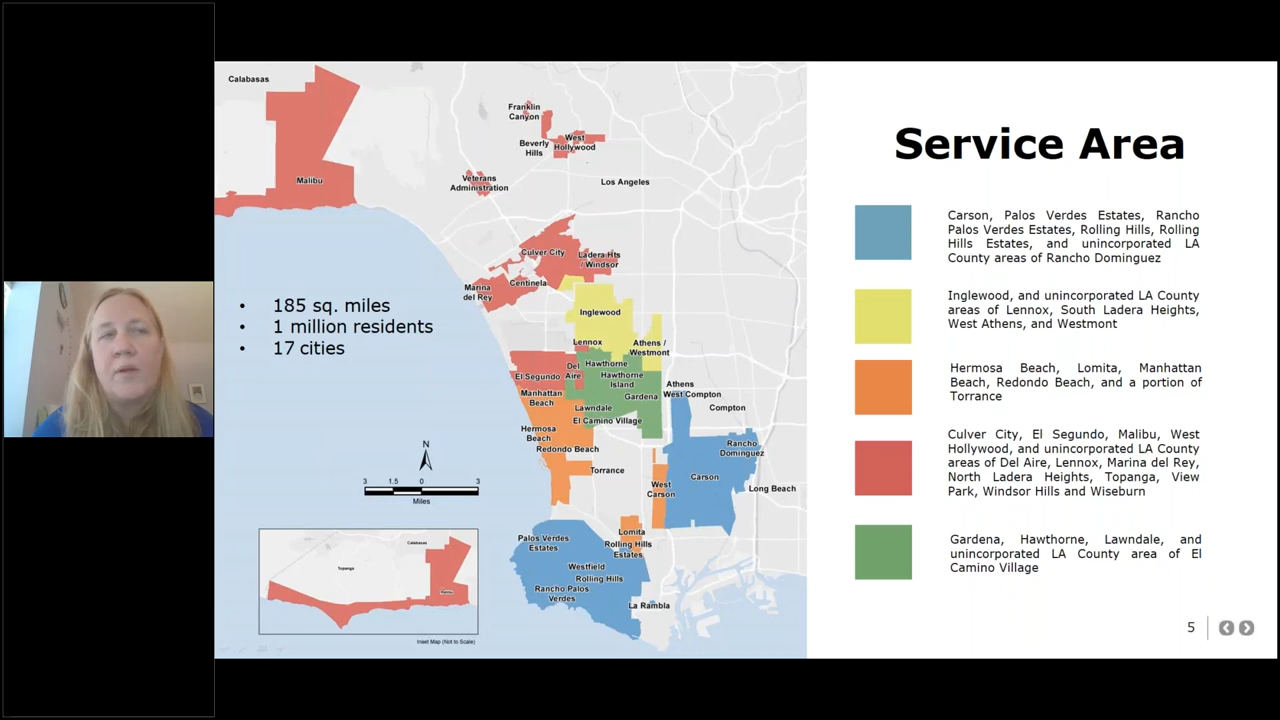 Service Area
Carson, Palos Verdes Estates, Rancho
Palos Verdes Estates, Rolling Hills, Rolling
Hills Estates, and unincorporated LA
County areas of Rancho Dominguez
Inglewood, and unincorporated LA County
areas of Lennox, South Ladera Heights,
West Athens, and Westmont
Hermosa Beach, Lomita, Manhattan
Beach, Redondo Beach, and a portion of
Torrance
Culver City, El Segundo, Malibu, West
Hollywood, and unincorporated LA County
areas of Del Aire, Lennox, Marina del Rey,
North Ladera Heights, Topanga, View
Park, Windsor Hills and Wiseburn
Gardena, Hawthorne, Lawndale, and
unincorporated LA County area of El
Camino Village
5
• 185 sq. miles
• 1 million residents
• 17 cities
Calabasas
Malibu
Franklin
Canyon
Beverly
Hills
West
Hollywood
Veterans
Administration
Los Angeles
Culver City
Ladera Hts
/ Windsor
Marina
del Rey
Centinela
Inglewood
Lennox
Athens /
Westmont
Hawthorne
Del
Aire
El Segundo
Hawthorne
Island
Manhattan
Beach
Gardena
Athens
West Compton
Compton
Lawndale
El Camino Village
Hermosa
Beach
Redondo Beach
Rancho
Dominguez
Torrance
West
Carson
Carson
Long Beach
Lomita
Palos Verdes
Estates
Rolling Hills
Estates
Westfield
Rolling Hills
Rancho Palos
Verdes
La Rambla
N
3 1.5 0 3
Miles
Calabasas
Topanga
Malibu
Inset Map (Not to Scale)